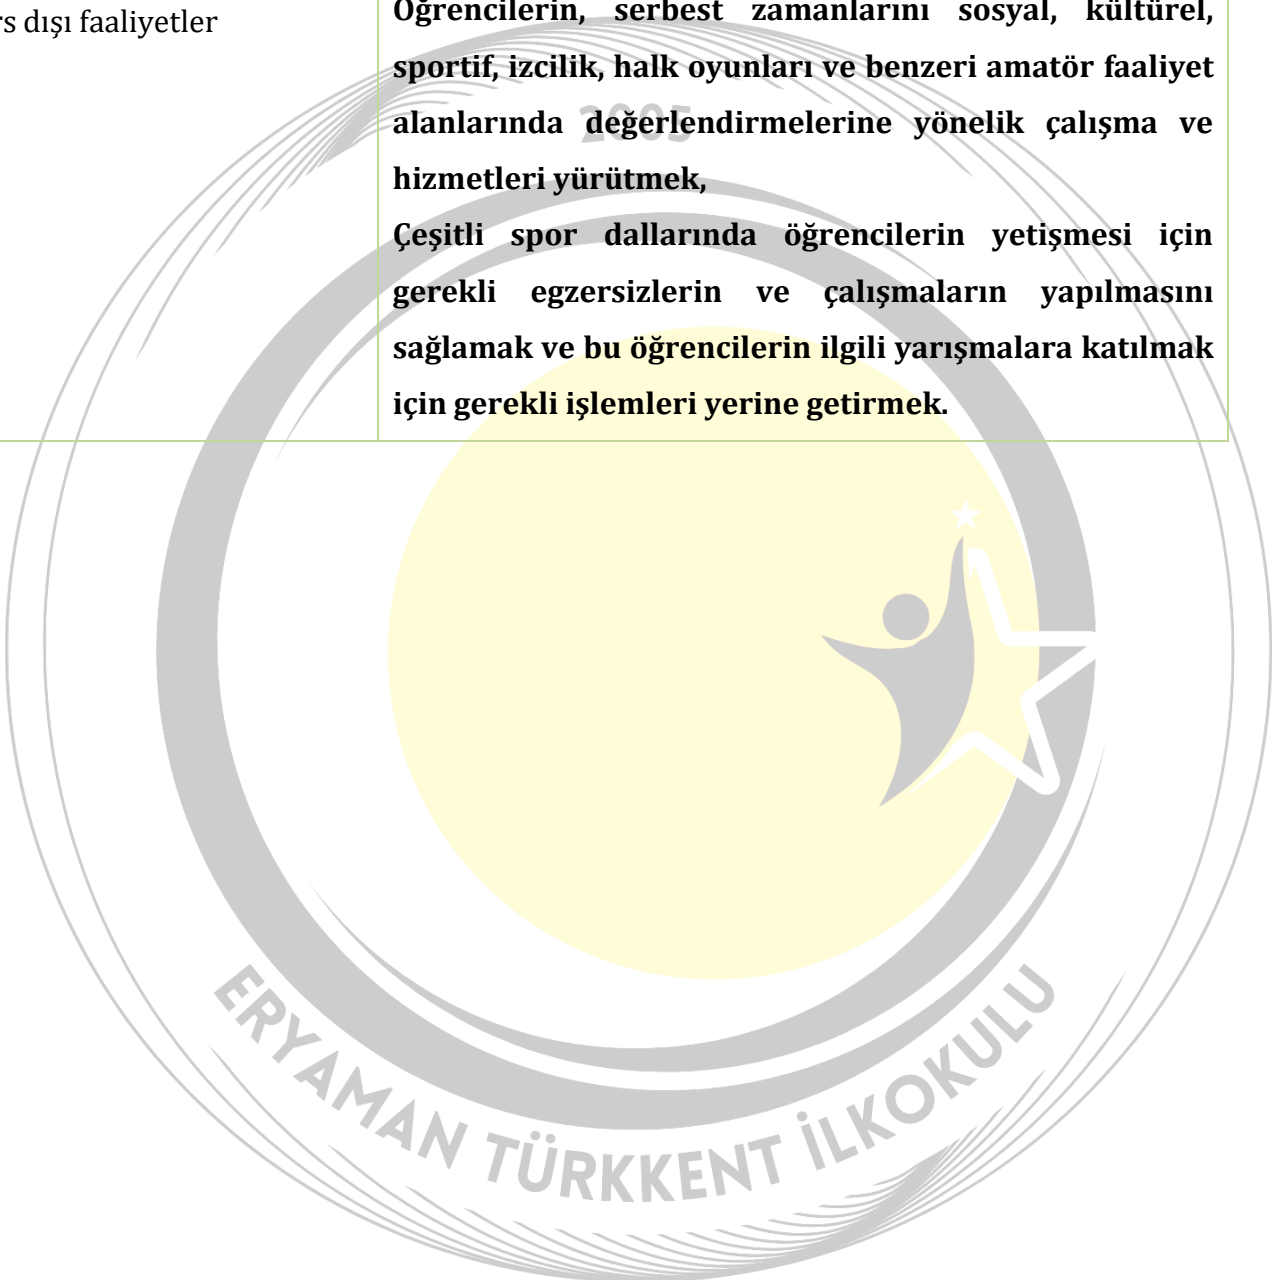 dışı faaliyetler
Öğrencilerin, serbest zamanlarını sosyal, kültürel,
sportif, izcilik, halk oyunları ve benzeri amatör faaliyet
alanlarında değerlendirmelerine yönelik çalışma ve
hizmetleri yürütmek,
Çeşitli spor dallarında öğrencilerin yetişmesi için
gerekli egzersizlerin ve çalışmaların yapılmasını
sağlamak ve bu öğrencilerin ilgili yarışmalara katılmak
için gerekli işlemleri yerine getirmek.
2005
ERYAMAN TÜRKKENT İLKOKULU